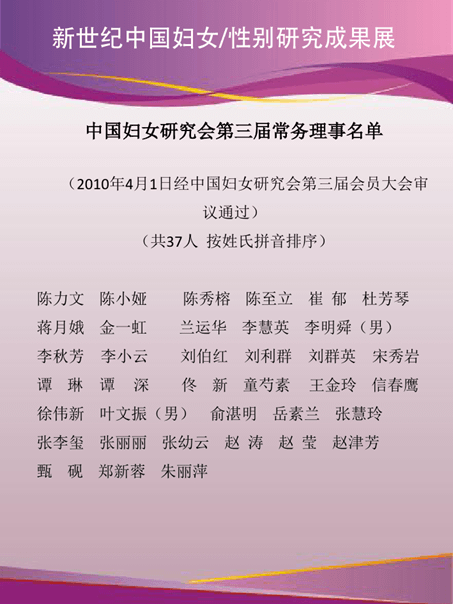 新世纪中国妇女/性别研究成果展
中国妇女研究会第三届常务理事名单
（2010年4月1日经中国妇女研究会第三届会员大会审
议通过）
（共37人 按姓氏拼音排序）
陈力文 陈小娅 陈秀榕 陈至立 崔 郁 杜芳琴
蒋月娥 金一虹 兰运华 李慧英 李明舜（男）
李秋芳 李小云 刘伯红 刘利群 刘群英 宋秀岩
谭 琳 谭 深 佟 新 童芍素 王金玲 信春鹰
徐伟新 叶文振（男） 俞湛明 岳素兰 张慧玲
张李玺 张丽丽 张幼云 赵 涛 赵 莹 赵津芳
甄 砚 郑新蓉 朱丽萍